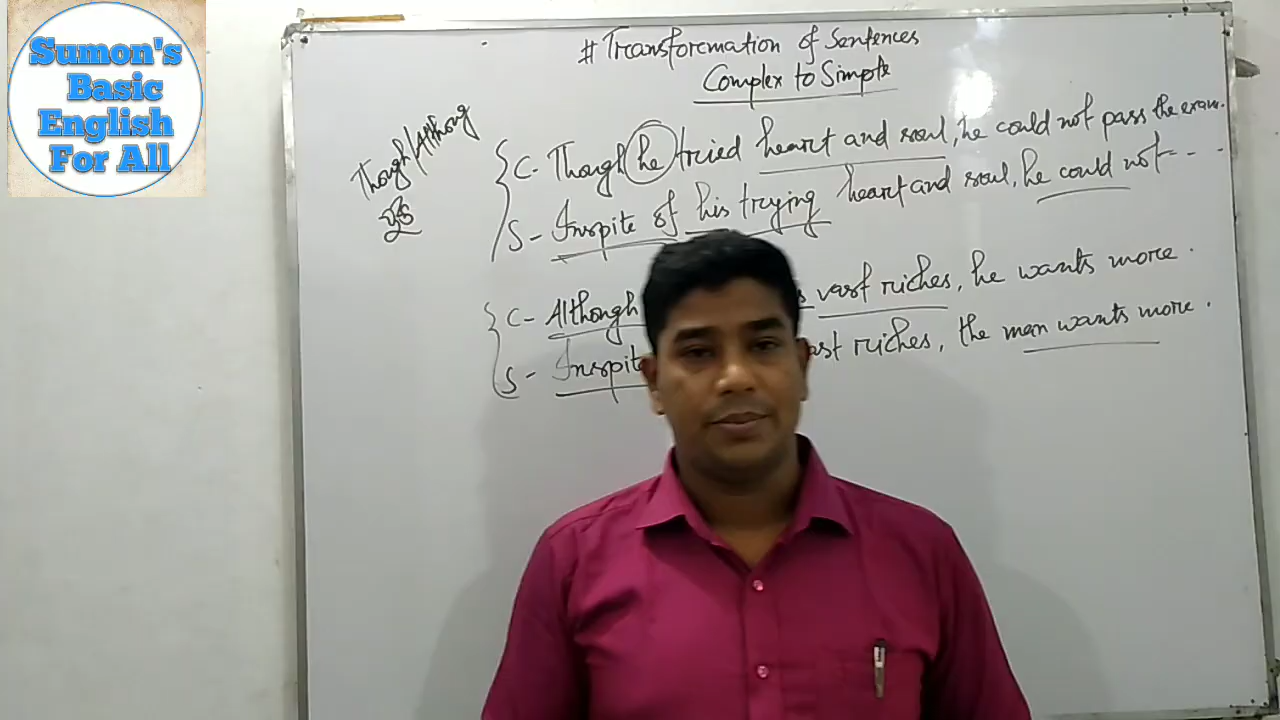 Sumon's
Basic
English
For All
# Transformation of Sentences
Complex to Simple
Though/Although
C- Though he tried heart and soul, he could not pass the exam.
S- Inspite of his trying heart and soul, he could not - - -
C- Although vast riches, he wants more.
S- Inspite riches, the man wants more.